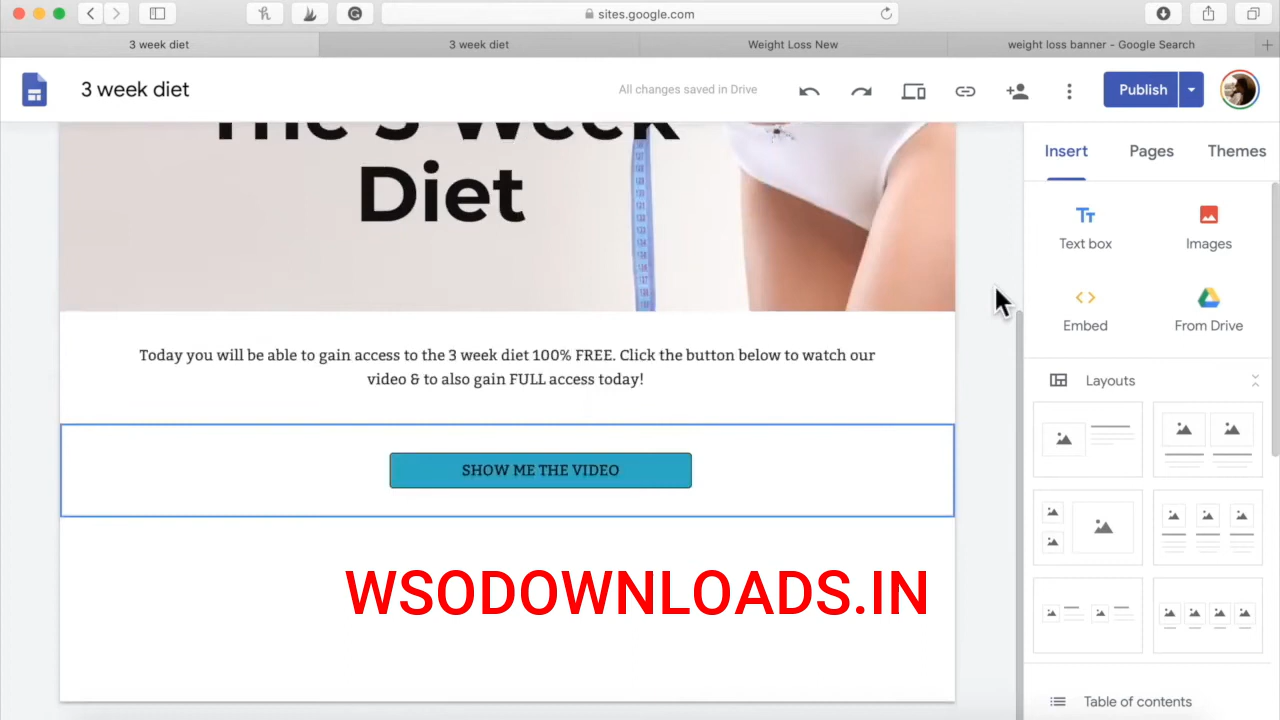 sites.google.com
3 week diet
3 week diet
Weight Loss New
weight loss banner - Google Search
3 week diet
All changes saved in Drive
Publish
The 3 Week
Diet
Insert
Pages
Themes
Text box
Images
Embed
From Drive
Today you will be able to gain access to the 3 week diet 100% FREE. Click the button below to watch our
video & to also gain FULL access today!
Layouts
SHOW ME THE VIDEO
WSODOWNLOADS.IN
Table of contents